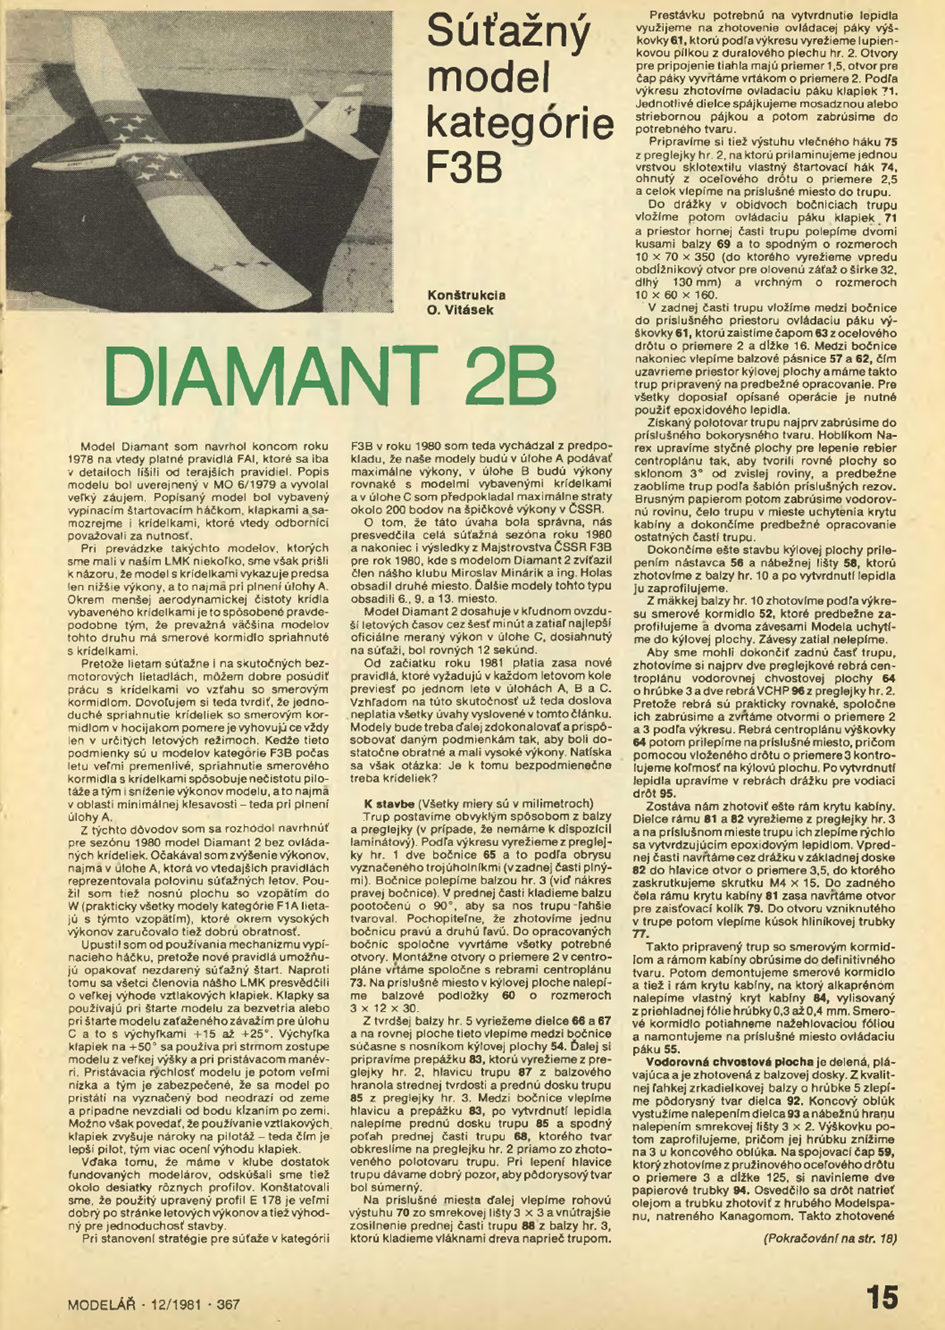 Súťažný
model
kategórie
F3B
Konštrukcia
O. Vitásek
DIAMANT 2B
Model Diamant som navrhol koncom roku
1978 na vtedy platné pravidlá FAI, ktoré sa iba
v detailoch líšili od terajších pravidiel. Popis
modelu bol uverejnený v MO 6/1979 a vyvolal
veľký záujem. Popísaný model bol vybavený
vypínacím štartovacím háčkom, klapkami a sa-
mozrejme i krídelkami, ktoré vtedy odborníci
považovali za nutnosť.
Pri prevádzke takýchto modelov, ktorých
sme mali v našim LMK niekoľko, sme však prišli
k názoru, že model s krídelkami vykazuje predsa
len nižšie výkony, a to najmä pri plnení úlohy A.
Okrem menšej aerodynamickej čistoty krídla
vybaveného krídelkami je to spôsobené pravde-
podobne tým, že prevažná väčšina modelov
tohto druhu má smerové kormidlo spriahnuté
s krídelkami.
Pretože lietam súťažne i na skutočných bez-
motorových lietadlách, môžem dobre posúdiť
prácu s krídelkami vo vzťahu so smerovým
kormidlom. Dovoľujem si teda tvrdiť, že jedno-
duché spriahnutie krídeliek so smerovým kor-
midlom v hocijakom pomere je vyhovujúce vždy
len v určitých letových režimoch. Kedže tieto
podmienky sú u modelov kategórie F3B počas
letu veľmi premenlivé, spriahnutie smerového
kormidla s krídelkami spôsobuje nečistotu pilo-
táže a tým i sníženie výkonov modelu, a to najmä
v oblasti minimálnej klesavosti – teda pri plnení
úlohy A.
Z týchto dôvodov som sa rozhodol navrhnúť
pre sezónu 1980 model Diamant 2 bez ovláda-
ných krídeliek. Očakával som zvýšenie výkonov,
najmä v úlohe A, ktorá vo vtedajších pravidlách
reprezentovala polovinu súťažných letov. Pou-
žil som tiež nosnú plochu so vzopätím do
W (prakticky všetky modely kategórie F1A lieta-
jú s týmto vzopätím), ktoré okrem vysokých
výkonov zaručovalo tiež dobrú obratnosť.
Upustil som od používania mechanizmu vypí-
nacieho háčku, pretože nové pravidlá umožňu-
jú opakovať nezdarený súťažný štart. Naproti
tomu sa všetci členovia nášho LMK presvědčili
o veľkej výhode vztlakových klapiek. Klapky sa
používajú pri štarte modelu za bezvetria alebo
pri štarte modelu zaťaženého závažím pre úlohu
C a to s výchyľkami +15 až +25°. Výchyľka
klapiek na +50° sa používa pri strmom zostupe
modelu z veľkej výšky a pri pristávacom manév-
ri. Pristávacia rýchlosť modelu je potom veľmi
nízka a tým je zabezpečené, že sa model po
pristátí na vyznačený bod neodrazí od zeme
a pripadne nevzdiali od bodu kĺzaním po zemi.
Možno však povedať, že používanie vztlakových
klapiek zvyšuje nároky na pilotáž – teda čím je
lepší pilot, tým viac ocení výhodu klapiek.
Vďaka tomu, že máme v klube dostatok
fundovaných modelárov, odskúšali sme tiež
okolo desiatky rôznych profilov. Konštatovali
sme, že použitý upravený profil E 178 je veľmi
dobrý po stránke letových výkonov a tiež výhod-
ný pre jednoduchosť stavby.
Pri stanovení stratégie pre súťaže v kategórii
F3B v roku 1980 som teda vychádzal z predpo-
kladu, že naše modely budú v úlohe A podávať
maximálne výkony, v úlohe B budú výkony
rovnaké s modelmi vybavenými krídelkami
a v úlohe C som předpokladal maximálne straty
okolo 200 bodov na špičkové výkony v ČSSR.
O tom, že táto úvaha bola správna, nás
presvedčila celá súťažná sezóna roku 1980
a nakoniec i výsledky z Majstrovstva ČSSR F3B
pre rok 1980, kde s modelom Diamant 2 zvíťazil
člen nášho klubu Miroslav Minárik a ing. Holas
obsadil druhé miesto. Ďalšie modely tohto typu
obsadili 6., 9. a 13. miesto.
Model Diamant 2 dosahuje v kľudnom ovzdu-
ší letových časov cez šesť minút a zatiaľ najlepší
oficiálne meraný výkon v úlohe C, dosiahnutý
na súťaži, bol rovných 12 sekúnd.
Od začiatku roku 1981 platia zasa nové
pravidlá, ktoré vyžadujú v každom letovom kole
previesť po jednom lete v úlohách A, B a C.
Vzhľadom na túto skutočnosť už teda doslova
neplatia všetky úvahy vyslovené v tomto článku.
Modely bude treba ďalej zdokonalovať a prispô-
sobovať daným podmienkám tak, aby boli do-
statočne obratné a mali vysoké výkony. Natíska
sa však otázka: Je k tomu bezpodmienečne
treba krídeliek?
K stavbe (Všetky miery sú v milimetroch)
Trup postavíme obvyklým spôsobom z balzy
a preglejky (v prípade, že nemáme k dispozícii
laminátový). Podľa výkresu vyrežieme z preglej-
ky hr. 1 dve bočnice 65 a to podľa obrysu
vyznačeného trojúholníkmi (v zadnej časti plný-
mi). Bočnice polepíme balzou hr. 3 (viď nákres
pravej bočnice). V prednej časti kladieme balzu
pootočenú o 90°, aby sa nos trupu ľahšie
tvaroval. Pochopiteľne, že zhotovíme jednu
bočnicu pravú a druhú ľavú. Do opracovaných
bočníc spoločne vyvrtáme všetky potrebné
otvory. Montážne otvory o priemere 2 v centro-
pláne vŕtáme spoločne s rebrami centroplánu
73. Na príslušné miesto v kýlovej ploche nalepí-
me balzové podložky 60 o rozmeroch
3 × 12 × 30.
Z tvrdšej balzy hr. 5 vyriežeme dielce 66 a 67
a na rovnej ploche tieto vlepíme medzi bočnice
súčasne s nosníkom kýlovej plochy 54. Ďalej si
pripravíme prepážku 83, ktorú vyrežieme z pre-
glejky hr. 2, hlavicu trupu 87 z balzového
hranola strednej tvrdosti a prednú dosku trupu
85 z preglejky hr. 3. Medzi bočnice vlepíme
hlavicu a prepážku 83, po vytvrdnutí lepidla
nalepíme prednú dosku trupu 85 a spodný
poťah prednej časti trupu 68, ktorého tvar
obkreslíme na preglejku hr. 2 priamo zo zhoto-
veného polotovaru trupu. Pri lepení hlavice
trupu dávame dobrý pozor, aby pôdorysový tvar
bol súmerný.
Na príslušné miesta ďalej vlepíme rohovú
výstuhu 70 zo smrekovej lišty 3 × 3 a vnútrajšie
zosilnenie prednej časti trupu 88 z balzy hr. 3,
ktorú kladieme vláknami dreva naprieč trupom.
Prestávku potrebnú na vytvrdnutie lepidla
využijeme na zhotovenie ovládacej páky výš-
kovky 61, ktorú podľa výkresu vyrežieme lupien-
kovou pílkou z duralového plechu hr. 2. Otvory
pre pripojenie tiahla majú priemer 1,5, otvor pre
čap páky vyvŕtáme vrtákom o priemere 2. Podľa
výkresu zhotovíme ovladaciu páku klapiek 71.
Jednotlivé dielce spájkujeme mosadznou alebo
striebornou pájkou a potom zabrúsime do
potrebného tvaru.
Pripravíme si tiež výstuhu vlečného háku 75
z preglejky hr. 2, na ktorú prilaminujeme jednou
vrstvou sklotextilu vlastný štartovací hák 74,
ohnutý z oceľového drôtu o priemere 2,5
a celok vlepíme na príslušné miesto do trupu.
Do drážky v obidvoch bočniciach trupu
vložíme potom ovládaciu páku klapiek 71
a priestor hornej časti trupu polepíme dvomi
kusami balzy 69 a to spodným o rozmeroch
10 × 70 × 350 (do ktorého vyrežieme vpredu
obdĺžnikový otvor pre olovenú záťaž o šírke 32,
dlhý 130 mm) a vrchným o rozmeroch
10 × 60 × 160.
V zadnej časti trupu vložíme medzi bočnice
do príslušného priestoru ovládaciu páku vý-
škovky 61, ktorú zaistíme čapom 63 z ocelového
drôtu o priemere 2 a dĺžke 16. Medzi bočnice
nakoniec vlepíme balzové pásnice 57 a 62, čím
uzavrieme priestor kýlovej plochy a máme takto
trup pripravený na predbežné opracovanie. Pre
všetky doposiaľ opísané operácie je nutné
použiť epoxidového lepidla.
Získaný polotovar trupu najprv zabrúsime do
príslušného bokorysného tvaru. Hoblíkom Na-
rex upravíme styčné plochy pre lepenie rebier
centroplánu tak, aby tvorili rovné plochy so
sklonom 3° od zvislej roviny, a predbežne
zaoblíme trup podľa šablón príslušných rezov.
Brusným papierom potom zabrúsime vodorov-
nú rovinu, čelo trupu v mieste uchytenia krytu
kabíny a dokončíme predbežné opracovanie
ostatných častí trupu.
Dokončíme ešte stavbu kýlovej plochy prile-
pením nástavca 56 a nábežnej lišty 58, ktorú
zhotovíme z balzy hr. 10 a po vytvrdnutí lepidla
ju zaprofilujeme.
Z mäkkej balzy hr. 10 zhotovíme podľa výkre-
su smerové kormidlo 52, ktoré predbežne za-
profilujeme a dvoma závesami Modela uchytí-
me do kýlovej plochy. Závesy zatial nelepíme.
Aby sme mohli dokončiť zadnú časť trupu,
zhotovíme si najprv dve preglejkové rebrá cen-
troplánu vodorovnej chvostovej plochy 64
o hrúbke 3 a dve rebrá VCHP 96 z preglejky hr. 2.
Pretože rebrá sú prakticky rovnaké, spoločne
ich zabrúsime a zvŕtáme otvormi o priemere 2
a 3 podľa výkresu. Rebrá centroplánu výškovky
64 potom prilepíme na príslušné miesto, pričom
pomocou vloženého drôtu o priemere 3 kontro-
lujeme koľmosť na kýlovú plochu. Po vytvrdnutí
lepidla upravíme v rebrách drážku pre vodiaci
drôt 95.
Zostáva nám zhotoviť ešte rám krytu kabíny.
Dielce rámu 81 a 82 vyrežieme z preglejky hr. 3
a na príslušnom mieste trupu ich zlepíme rýchlo
sa vytvrdzujúcim epoxidovým lepidlom. Vpred-
nej časti navŕtáme cez drážku v základnej doske
82 do hlavice otvor o priemere 3,5, do ktorého
zaskrutkujeme skrutku M4 × 15. Do zadného
čela rámu krytu kabíny 81 zasa navŕtáme otvor
pre zaisťovací kolík 79. Do otvoru vzniknutého
v trupe potom vlepíme kúsok hliníkovej trubky
77.
Takto pripravený trup so smerovým kormid-
lom a rámom kabíny obrúsime do definitívneho
tvaru. Potom demontujeme smerové kormidlo
a tiež i rám krytu kabíny, na ktorý alkaprénom
nalepíme vlastný kryt kabíny 84, vylisovaný
z priehladnej fólie hrúbky 0,3 až 0,4 mm. Smero-
vé kormidlo potiahneme nažehlovaciou fóliou
a namontujeme na príslušné miesto ovládaciu
páku 55.
Vodorovná chvostová plocha je delená, plá-
vajúca a je zhotovená z balzovej dosky. Z kvalit-
nej ľahkej zrkadielkovej balzy o hrúbke 5 zlepí-
me pôdorysný tvar dielca 92. Koncový oblúk
vystužíme nalepením dielca 93 a nábežnú hranu
nalepením smrekovej lišty 3 × 2. Výškovku po-
tom zaprofilujeme, pričom jej hrúbku znížime
na 3 u koncového oblúka. Na spojovací čap 59,
ktorý zhotovíme z pružinového oceľového drôtu
o priemere 3 a dĺžke 125, si navinieme dve
papierové trubky 94. Osvedčilo sa drôt natrieť
olejom a trubku zhotoviť z hrubého Modelspa-
nu, natreného Kanagomom. Takto zhotovené
(Pokračování na str. 18)
MODELÁŘ · 12/1981 · 367
15